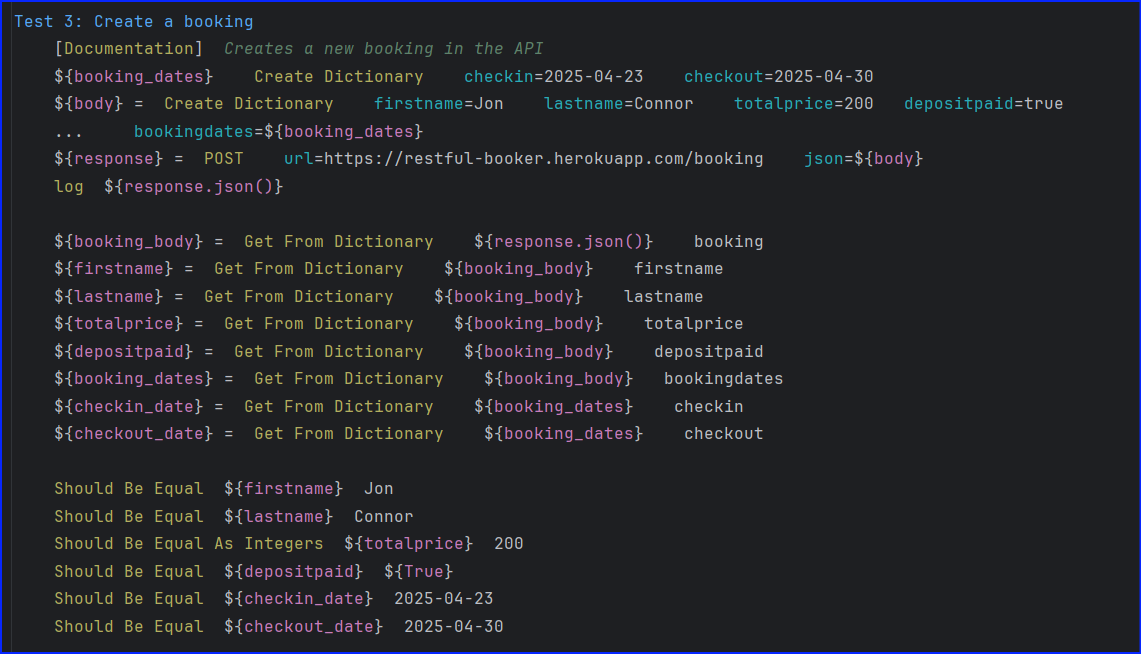 Test 3: Create a booking
    [Documentation]  Creates a new booking in the API
    ${booking_dates}    Create Dictionary    checkin=2025-04-23    checkout=2025-04-30
    ${body} =  Create Dictionary    firstname=Jon    lastname=Connor    totalprice=200   depositpaid=true
    ...     bookingdates=${booking_dates}
    ${response} =  POST    url=https://restful-booker.herokuapp.com/booking    json=${body}
    log  ${response.json()}

    ${booking_body} =  Get From Dictionary    ${response.json()}    booking
    ${firstname} =  Get From Dictionary    ${booking_body}    firstname
    ${lastname} =  Get From Dictionary    ${booking_body}    lastname
    ${totalprice} =  Get From Dictionary    ${booking_body}    totalprice
    ${depositpaid} =  Get From Dictionary    ${booking_body}    depositpaid
    ${booking_dates} =  Get From Dictionary    ${booking_body}   bookingdates
    ${checkin_date} =  Get From Dictionary    ${booking_dates}    checkin
    ${checkout_date} =  Get From Dictionary    ${booking_dates}    checkout

    Should Be Equal  ${firstname}  Jon
    Should Be Equal  ${lastname}  Connor
    Should Be Equal As Integers  ${totalprice}  200
    Should Be Equal  ${depositpaid}  ${True}
    Should Be Equal  ${checkin_date}  2025-04-23
    Should Be Equal  ${checkout_date}  2025-04-30